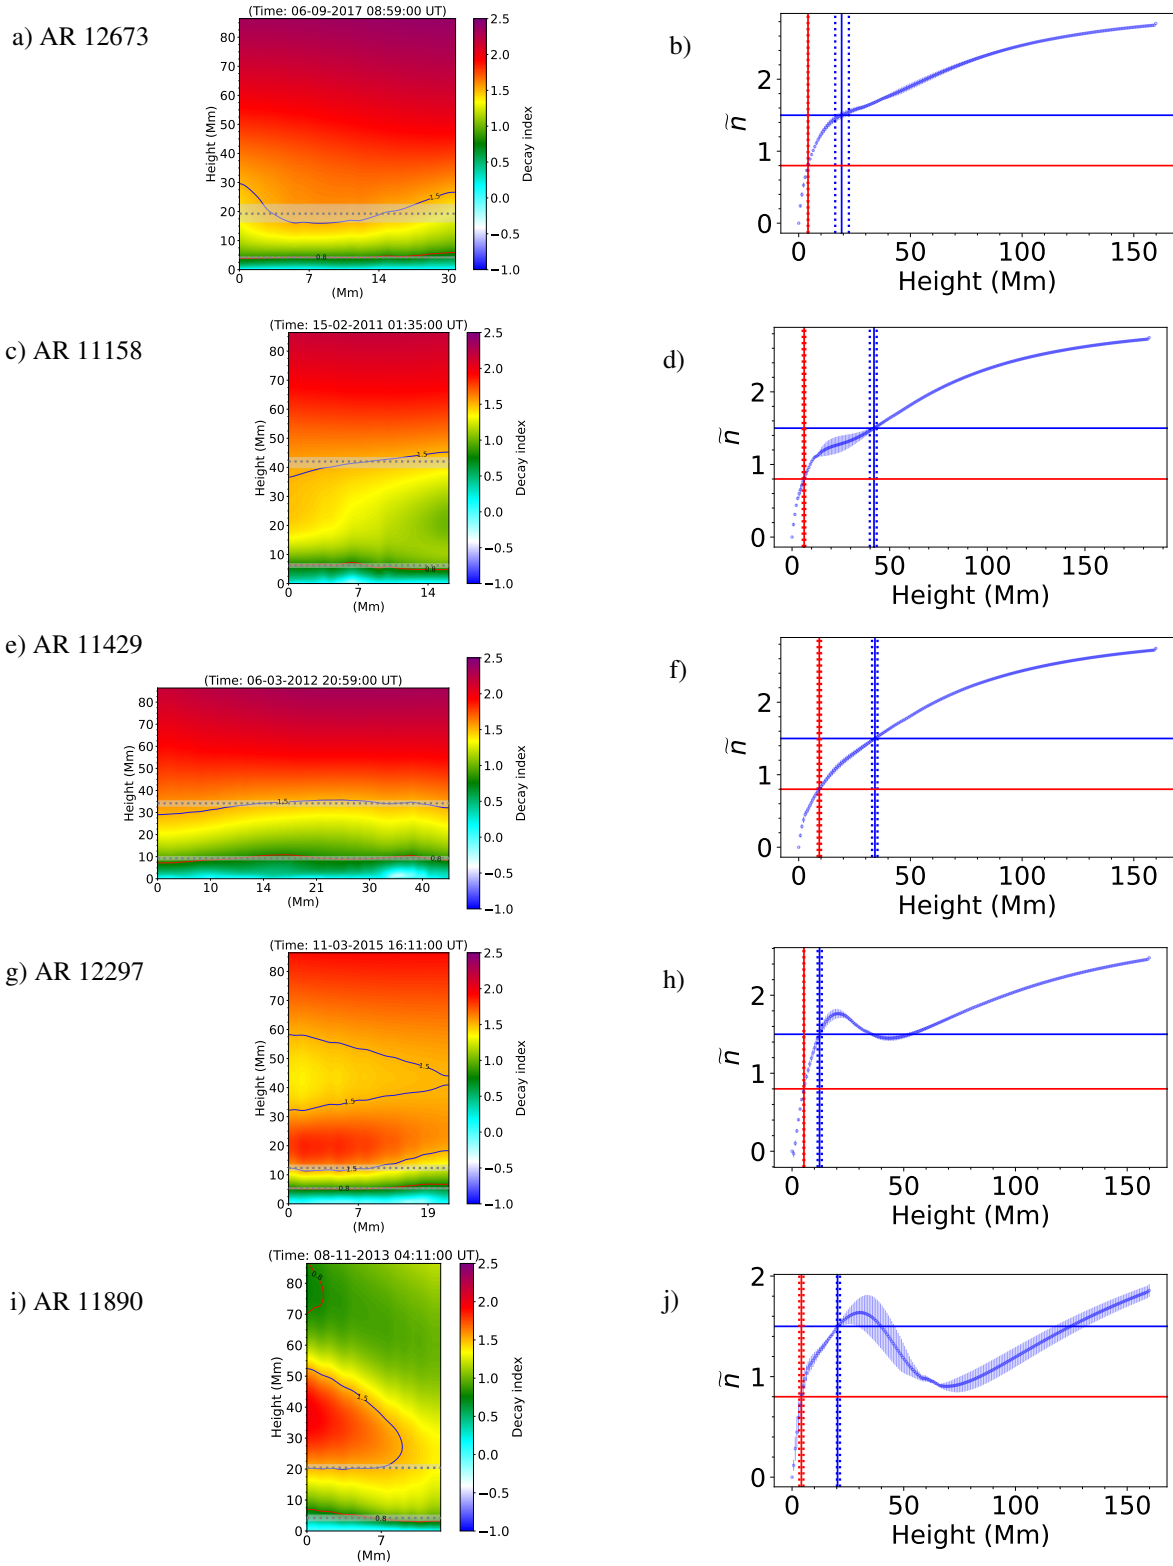 a) AR 12673
(Time: 06-09-2017 08:59:00 UT)
Height (Mm)
80
70
60
50
40
30
20
10
0
1.5
0.8
0 7 14 30
(Mm)
2.5
2.0
1.5
1.0
0.5
0.0
−0.5
−1.0
Decay index
b)
ñ
2
1
0
0 50 100 150
Height (Mm)
c) AR 11158
(Time: 15-02-2011 01:35:00 UT)
Height (Mm)
80
70
60
50
40
30
20
10
0
1.5
0.8
0 7 14
(Mm)
2.5
2.0
1.5
1.0
0.5
0.0
−0.5
−1.0
Decay index
d)
ñ
2
1
0
0 50 100 150
Height (Mm)
e) AR 11429
(Time: 06-03-2012 20:59:00 UT)
Height (Mm)
80
70
60
50
40
30
20
10
0
1.5
0.8
0 10 14 21 30 40
(Mm)
2.5
2.0
1.5
1.0
0.5
0.0
−0.5
−1.0
Decay index
f)
ñ
2
1
0
0 50 100 150
Height (Mm)
g) AR 12297
(Time: 11-03-2015 16:11:00 UT)
Height (Mm)
80
70
60
50
40
30
20
10
0
1.5
1.5
1.5
0.8
0 7 19
(Mm)
2.5
2.0
1.5
1.0
0.5
0.0
−0.5
−1.0
Decay index
h)
ñ
2
1
0
0 50 100 150
Height (Mm)
i) AR 11890
(Time: 08-11-2013 04:11:00 UT)
Height (Mm)
80
70
60
50
40
30
20
10
0
0.8
1.5
0.8
0 7
(Mm)
2.5
2.0
1.5
1.0
0.5
0.0
−0.5
−1.0
Decay index
j)
ñ
2
1
0
0 50 100 150
Height (Mm)